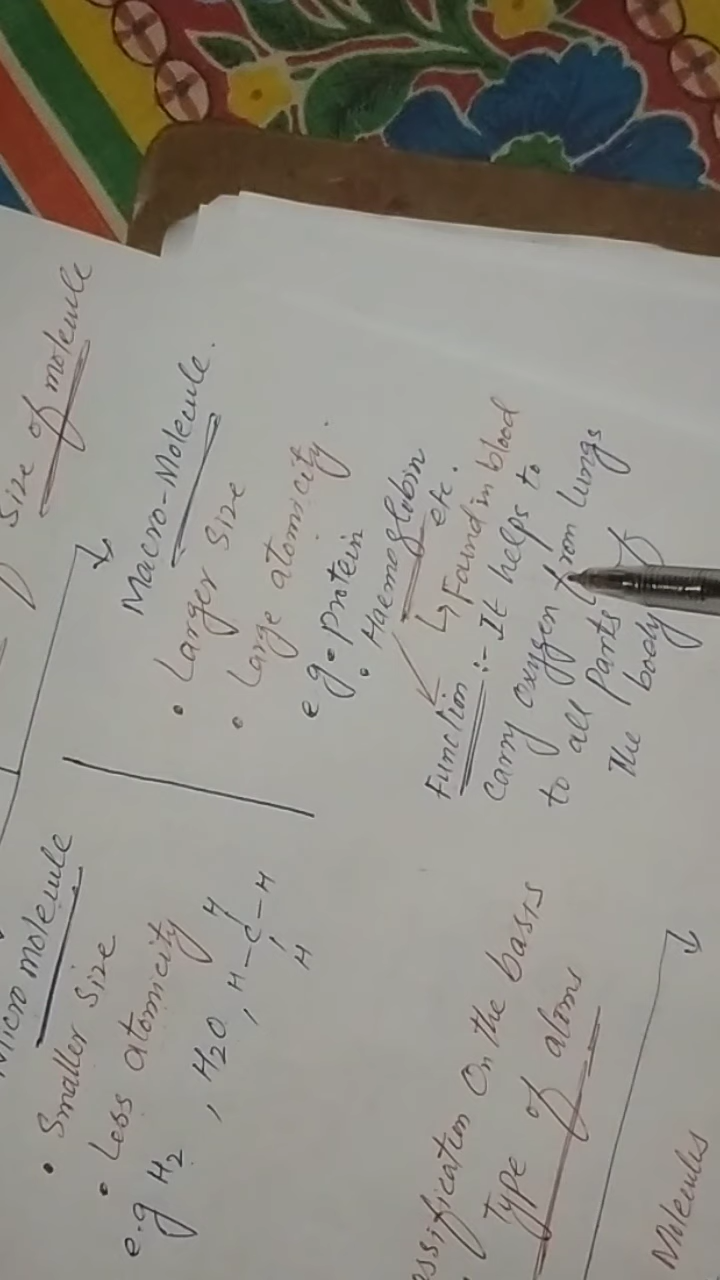 Size of molecule
Micro molecule
• Smaller Size
• Less atomicity
e.g H2 , H2O ,
H
H-C-H
H
Macro-Molecule.
• Larger Size
• Large atomicity.
e.g. • Protein
• Haemoglobin
etc.
↳ Found in blood
Function :- It helps to
Carry oxygen from lungs
to all parts of
the body
On the basis
Type of atoms
Molecules